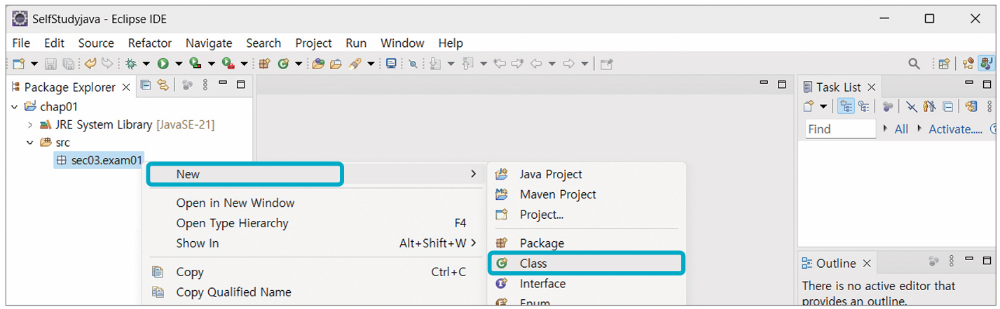 SelfStudyjava - Eclipse IDE
File Edit Source Refactor Navigate Search Project Run Window Help
Package Explorer
chap01
JRE System Library [JavaSE-21]
src
sec03.exam01
New
Open in New Window
Open Type Hierarchy F4
Show In Alt+Shift+W
Copy Ctrl+C
Copy Qualified Name
Java Project
Maven Project
Project...
Package
Class
Interface
Enum
Task List
Find All Activate.....
Outline
There is no active editor that
provides an outline.